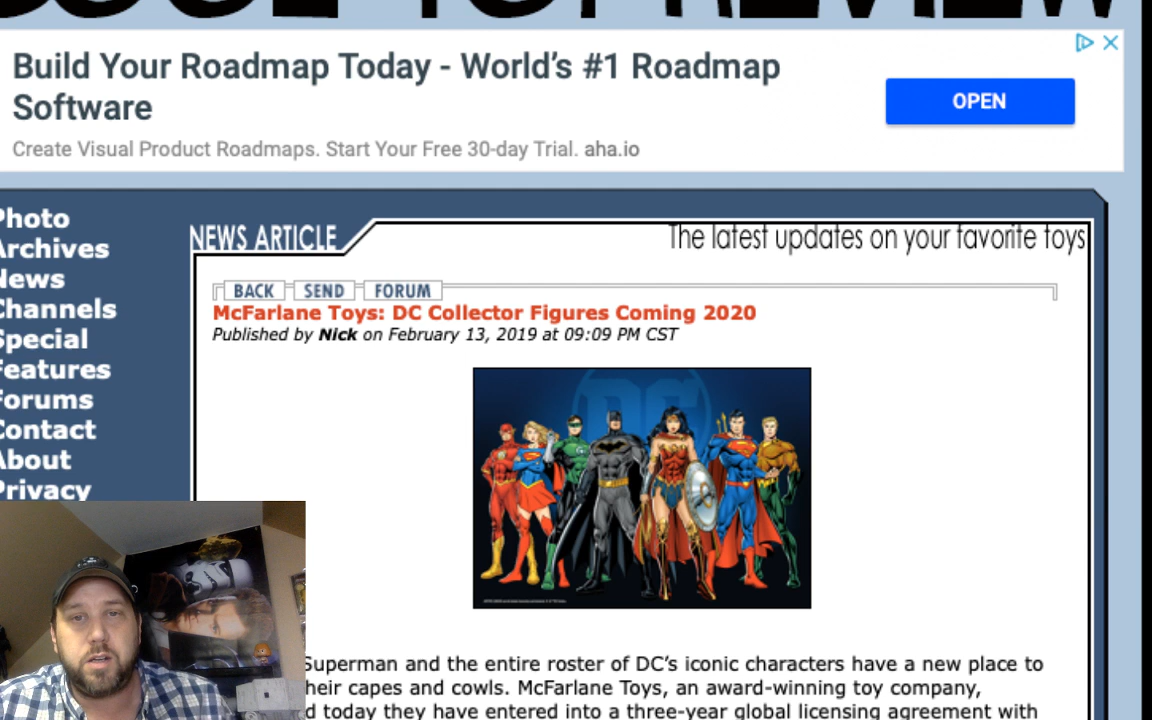 COOL TOY REVIEW
Build Your Roadmap Today - World's #1 Roadmap
Software
Create Visual Product Roadmaps. Start Your Free 30-day Trial. aha.io
OPEN
Photo
Archives
News
Channels
Special
Features
Forums
Contact
About
Privacy
NEWS ARTICLE
The latest updates on your favorite toys
BACK SEND FORUM
McFarlane Toys: DC Collector Figures Coming 2020
Published by Nick on February 13, 2019 at 09:09 PM CST
DC
Superman and the entire roster of DC's iconic characters have a new place to
heir capes and cowls. McFarlane Toys, an award-winning toy company,
d today they have entered into a three-year global licensing agreement with